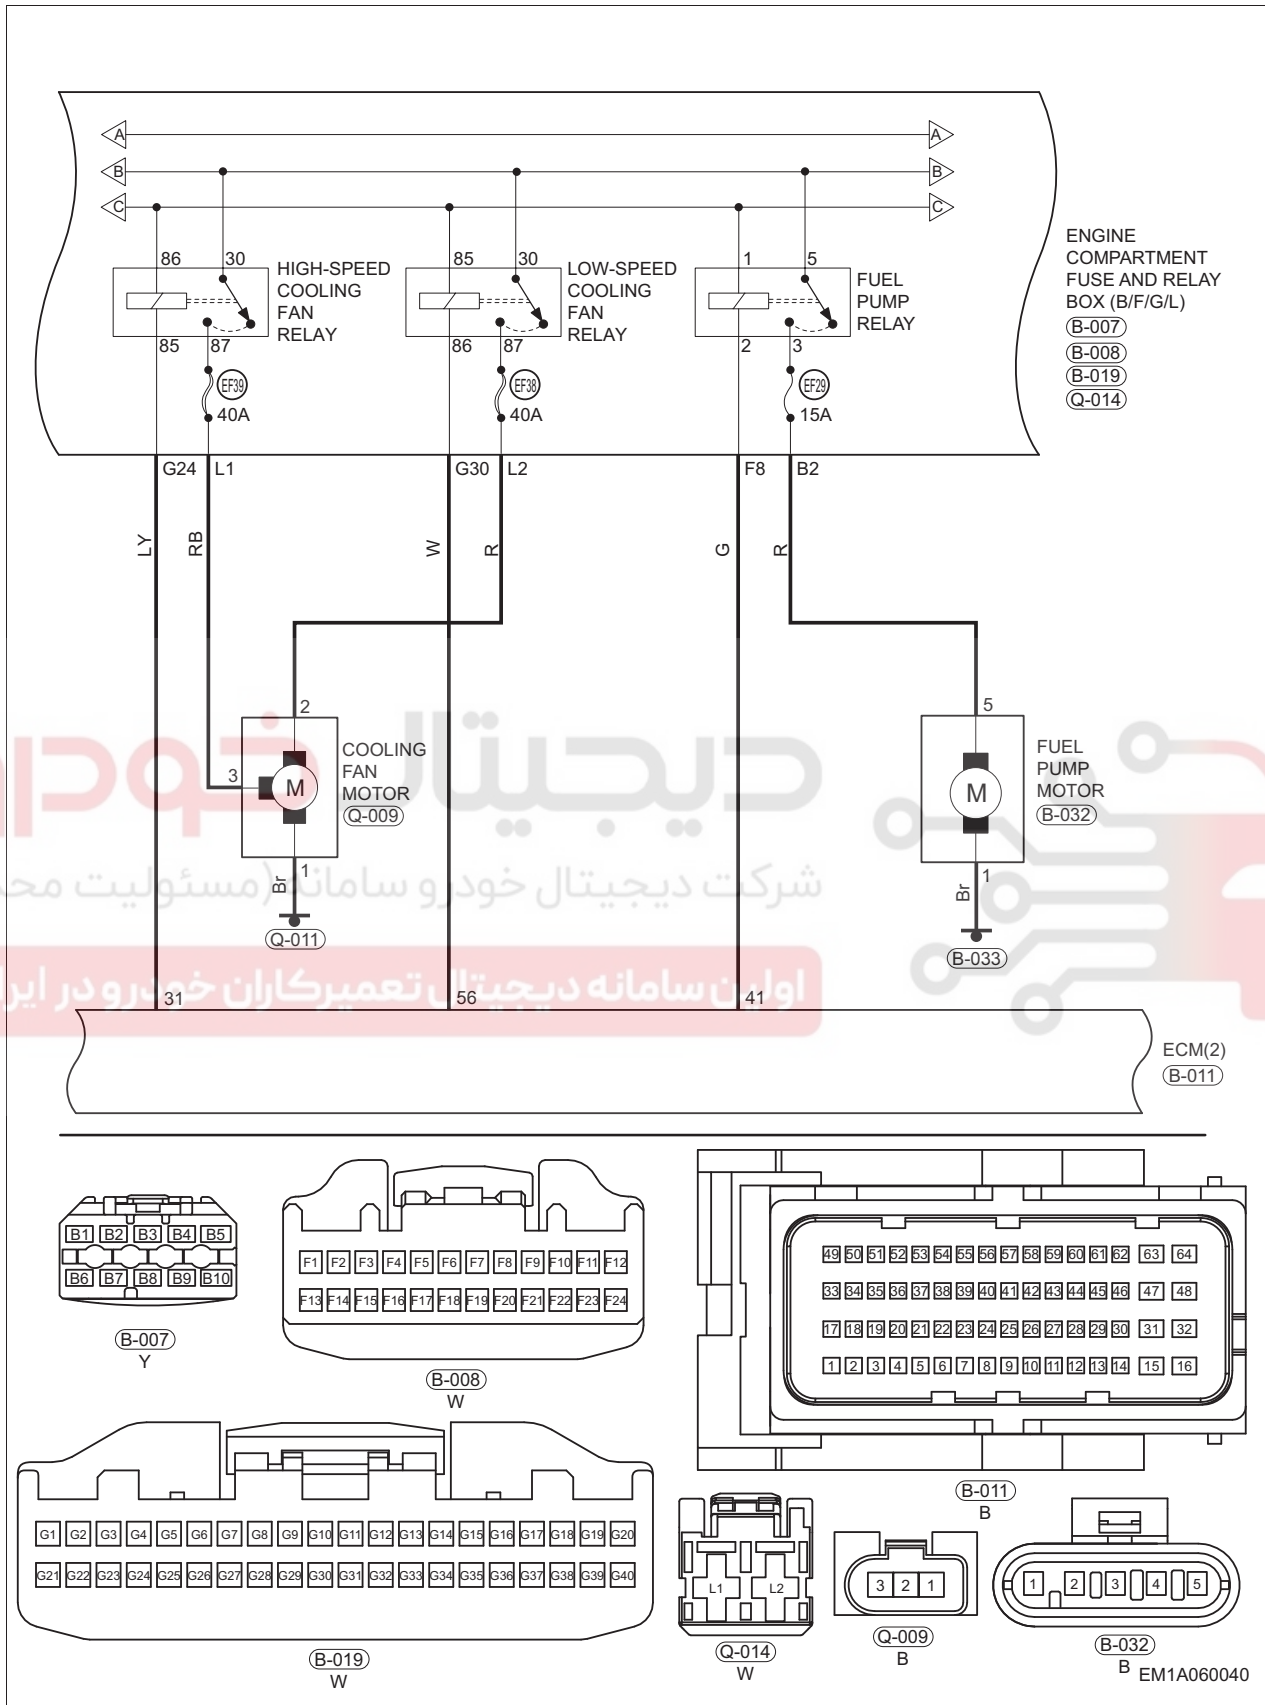 A A
B B
C C
86 30 85 30 1 5
HIGH-SPEED
COOLING
FAN
RELAY
LOW-SPEED
COOLING
FAN
RELAY
FUEL
PUMP
RELAY
ENGINE
COMPARTMENT
FUSE AND RELAY
BOX (B/F/G/L)
B-007
B-008
B-019
Q-014
85 87 86 87 2 3
EF39 EF38 EF29
40A 40A 15A
G24 L1 G30 L2 F8 B2
LY RB W R G R
2 5
3
M
COOLING
FAN
MOTOR
Q-009
M
FUEL
PUMP
MOTOR
B-032
دیجیتال خودرو
شرکت دیجیتال خودرو سامانه (مسئولیت
1 1
Br Br
Q-011 B-033
اولین سامانه دیجیتال تعمیرکاران خودرو در
31 56 41
ECM(2)
B-011
B1 B2 B3 B4 B5
B6 B7 B8 B9 B10
B-007
Y
F1 F2 F3 F4 F5 F6 F7 F8 F9 F10 F11 F12
F13 F14 F15 F16 F17 F18 F19 F20 F21 F22 F23 F24
B-008
W
49 50 51 52 53 54 55 56 57 58 59 60 61 62 63 64
33 34 35 36 37 38 39 40 41 42 43 44 45 46 47 48
17 18 19 20 21 22 23 24 25 26 27 28 29 30 31 32
1 2 3 4 5 6 7 8 9 10 11 12 13 14 15 16
B-011
B
G1 G2 G3 G4 G5 G6 G7 G8 G9 G10 G11 G12 G13 G14 G15 G16 G17 G18 G19 G20
G21 G22 G23 G24 G25 G26 G27 G28 G29 G30 G31 G32 G33 G34 G35 G36 G37 G38 G39 G40
B-019
W
L1 L2
Q-014
W
3 2 1
Q-009
B
1 2 3 4 5
B-032
B
EM1A060040